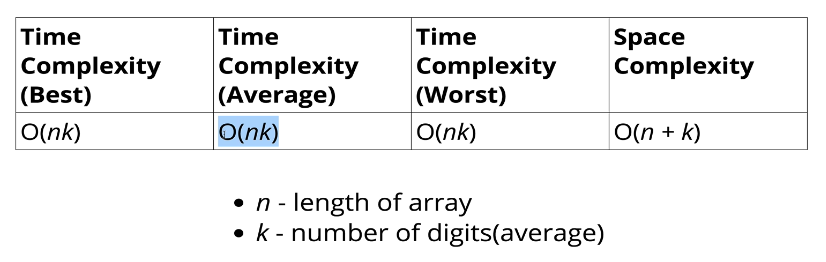 Time Complexity (Best)
Time Complexity (Average)
Time Complexity (Worst)
Space Complexity
O(nk)
O(nk)
O(nk)
O(n + k)
• n - length of array
• k - number of digits(average)